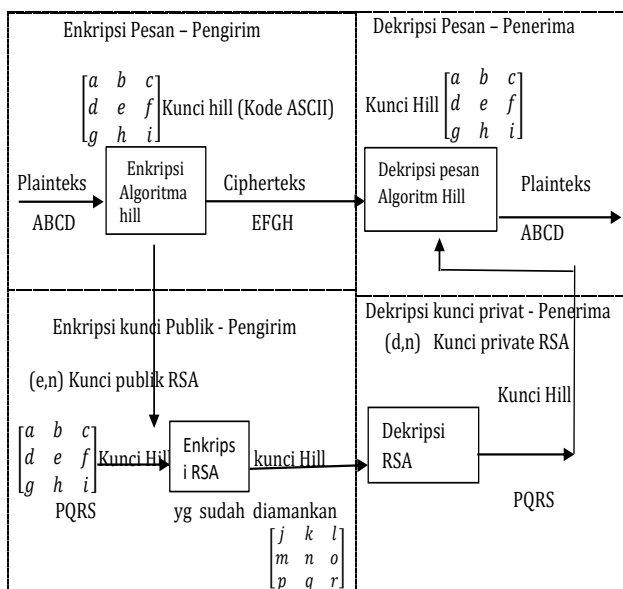 Enkripsi Pesan – Pengirim
[a b c
d e f
g h i]
Kunci hill (Kode ASCII)
Plainteks
ABCD
Enkripsi
Algoritma
hill
Cipherteks
EFGH
Dekripsi Pesan – Penerima
Kunci Hill
[a b c
d e f
g h i]
Dekripsi pesan
Algoritm Hill
Plainteks
ABCD
Enkripsi kunci Publik - Pengirim
(e,n) Kunci publik RSA
[a b c
d e f
g h i]
Kunci Hill
PQRS
Enkrips
i RSA
kunci Hill
yg sudah diamankan
[j k l
m n o
p q r]
Dekripsi kunci privat - Penerima
(d,n) Kunci private RSA
Kunci Hill
Dekripsi
RSA
PQRS